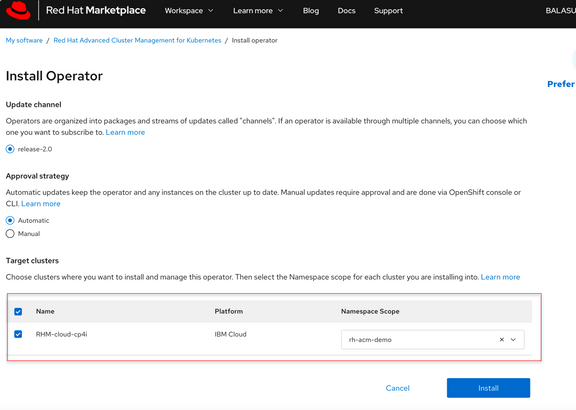 Red Hat Marketplace Workspace Learn more Blog Docs Support BALASU
My software / Red Hat Advanced Cluster Management for Kubernetes / Install operator
Install Operator
Prefer
Update channel
Operators are organized into packages and streams of updates called "channels". If an operator is available through multiple channels, you can choose which
one you want to subscribe to. Learn more
release-2.0
Approval strategy
Automatic updates keep the operator and any instances on the cluster up to date. Manual updates require approval and are done via OpenShift console or
CLI. Learn more
Automatic
Manual
Target clusters
Choose clusters where you want to install and manage this operator. Then select the Namespace scope for each cluster you are installing into. Learn more
Name Platform Namespace Scope
RHM-cloud-cp4i IBM Cloud rh-acm-demo
Cancel Install